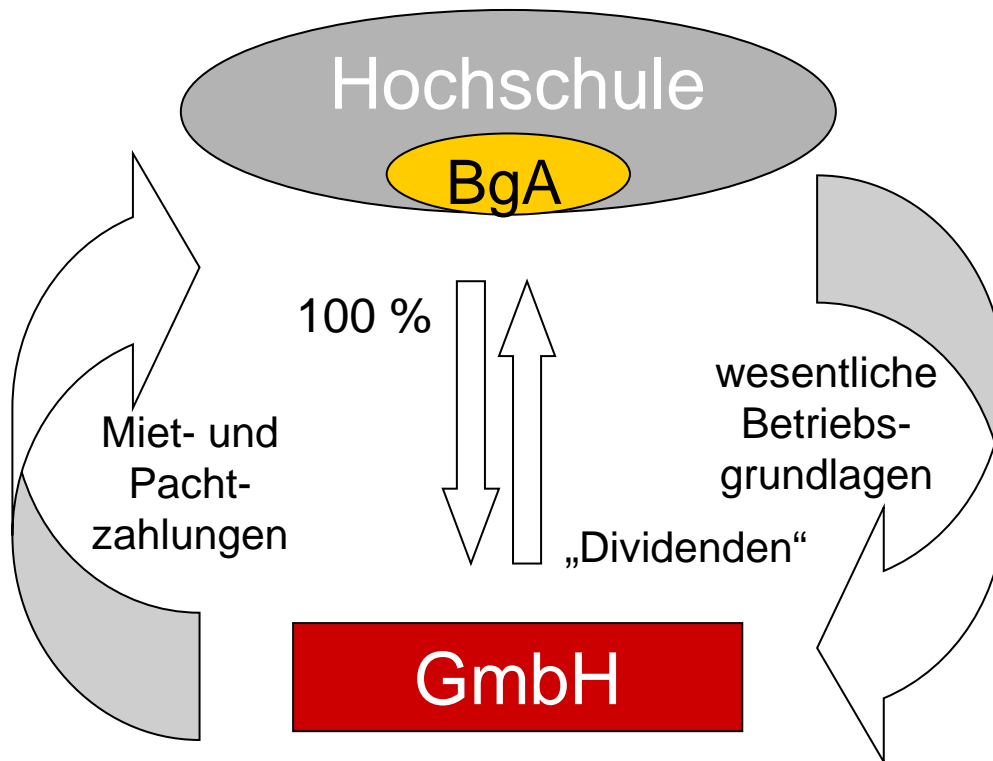 Hochschule
BgA
100 %
wesentliche
Betriebs-
grundlagen
Miet- und
Pacht-
zahlungen
„Dividenden“
GmbH